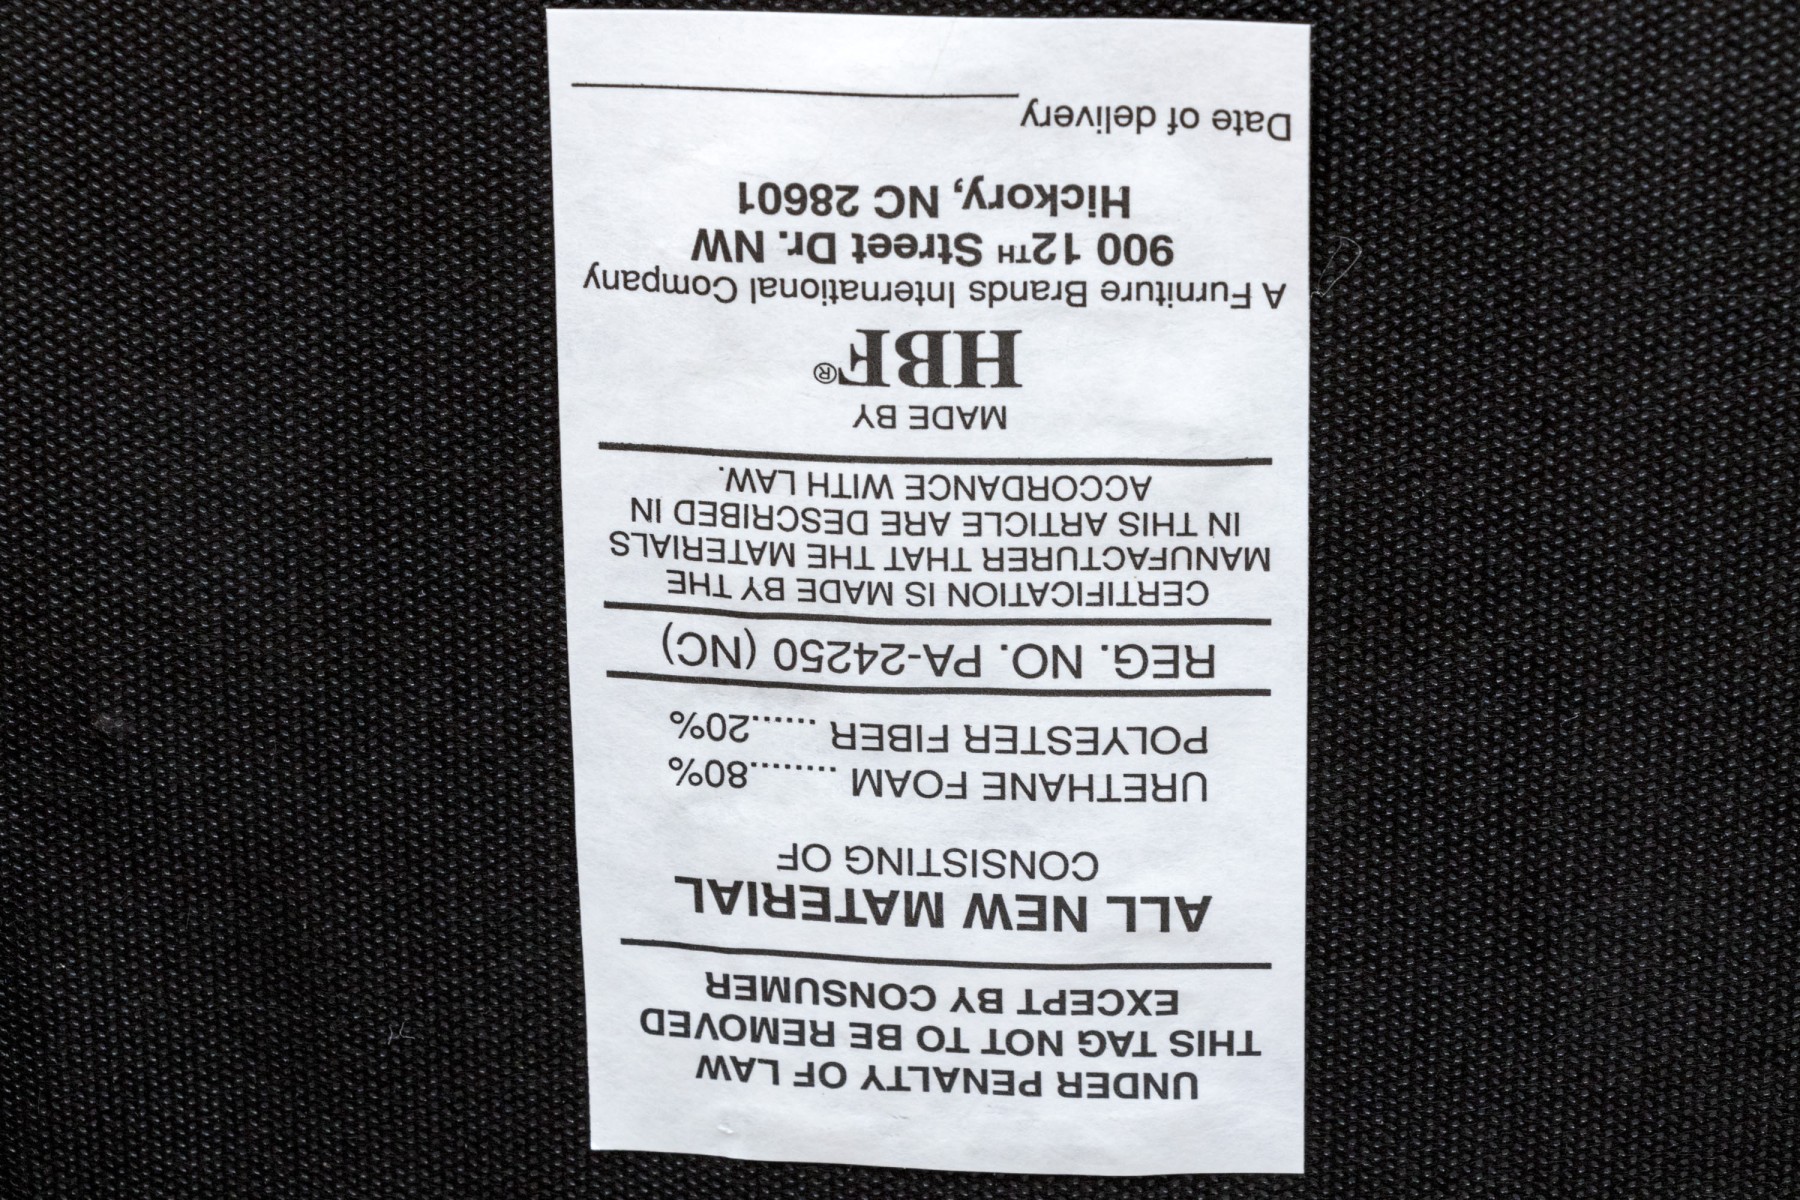 UNDER PENALTY OF LAW
THIS TAG NOT TO BE REMOVED
EXCEPT BY CONSUMER
ALL NEW MATERIAL
CONSISTING OF
URETHANE FOAM ........80%
POLYESTER FIBER ......20%
REG. NO. PA-24250 (NC)
CERTIFICATION IS MADE BY THE
MANUFACTURER THAT THE MATERIALS
IN THIS ARTICLE ARE DESCRIBED IN
ACCORDANCE WITH LAW.
MADE BY
HBF®
A Furniture Brands International Company
900 12TH Street Dr. NW
Hickory, NC 28601
Date of delivery